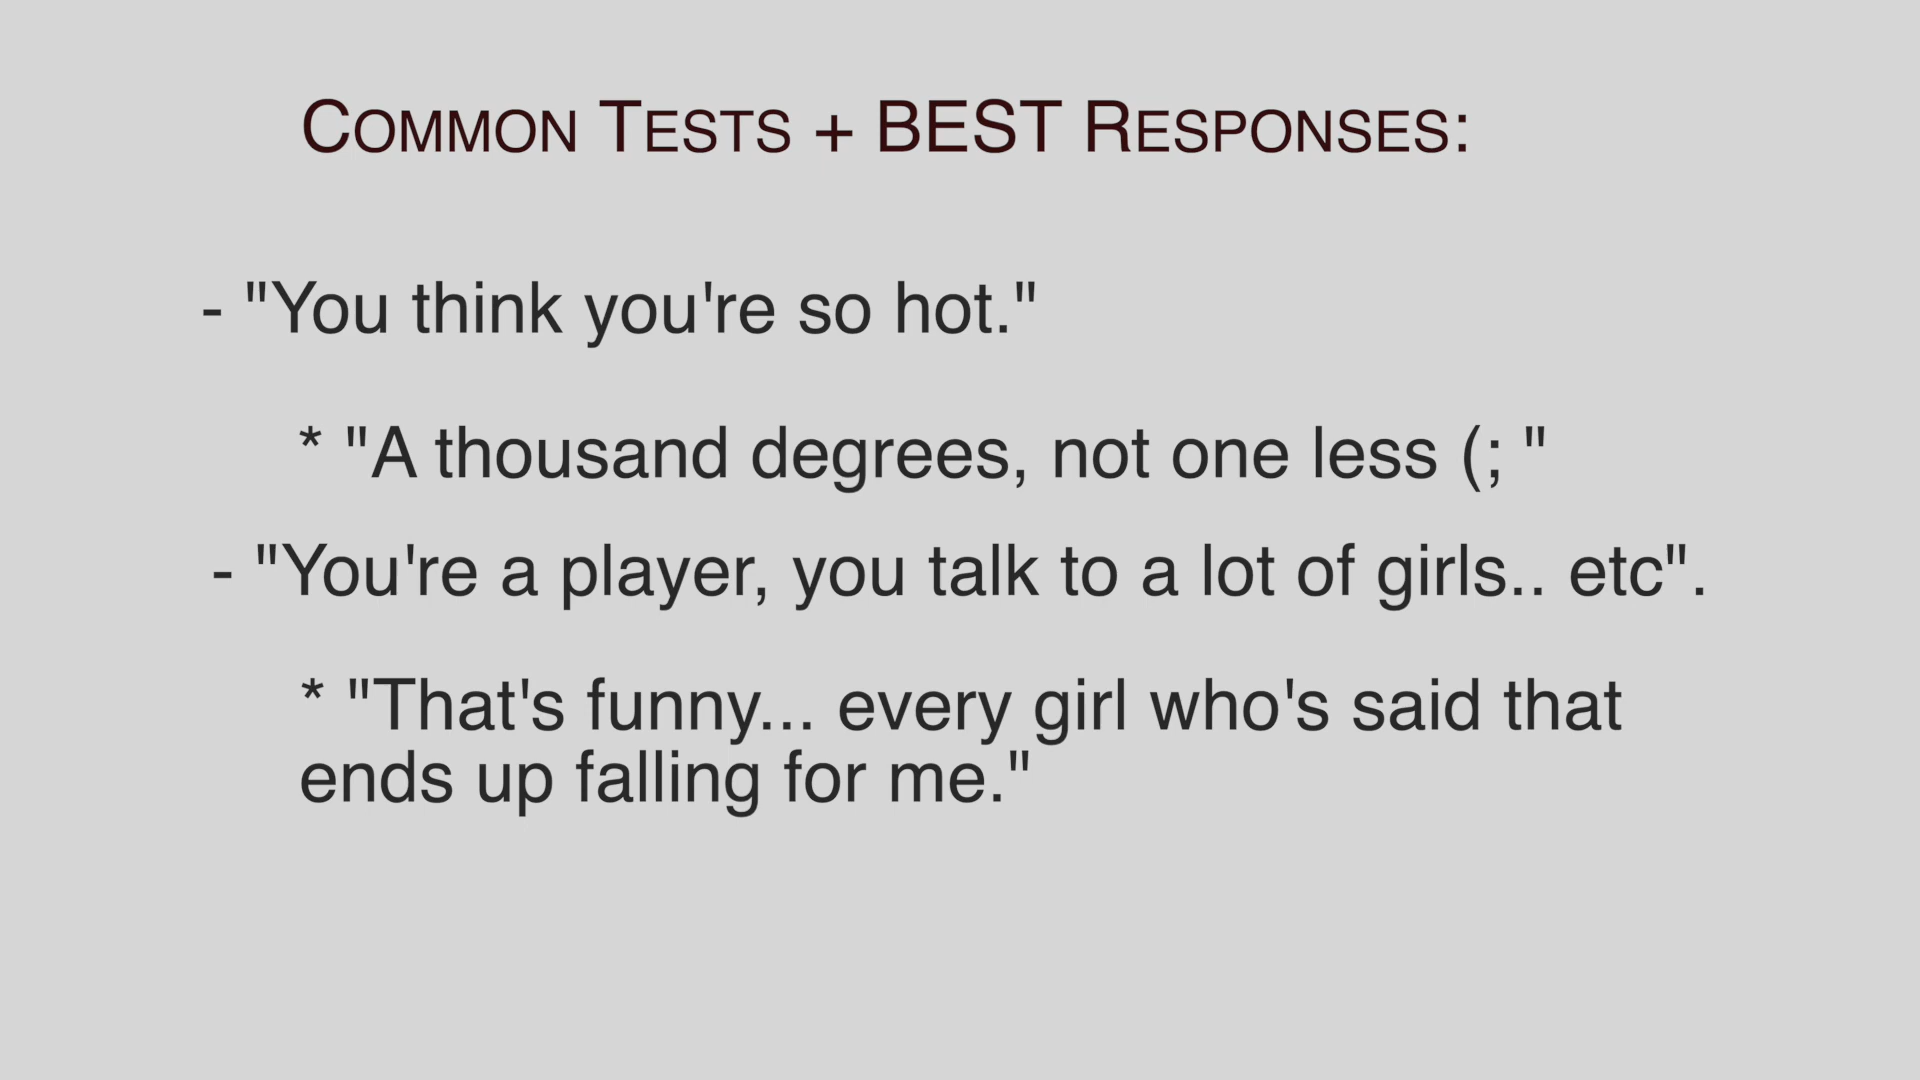 COMMON TESTS + BEST RESPONSES:
- "You think you're so hot."
* "A thousand degrees, not one less (; "
- "You're a player, you talk to a lot of girls.. etc".
* "That's funny... every girl who's said that
ends up falling for me."